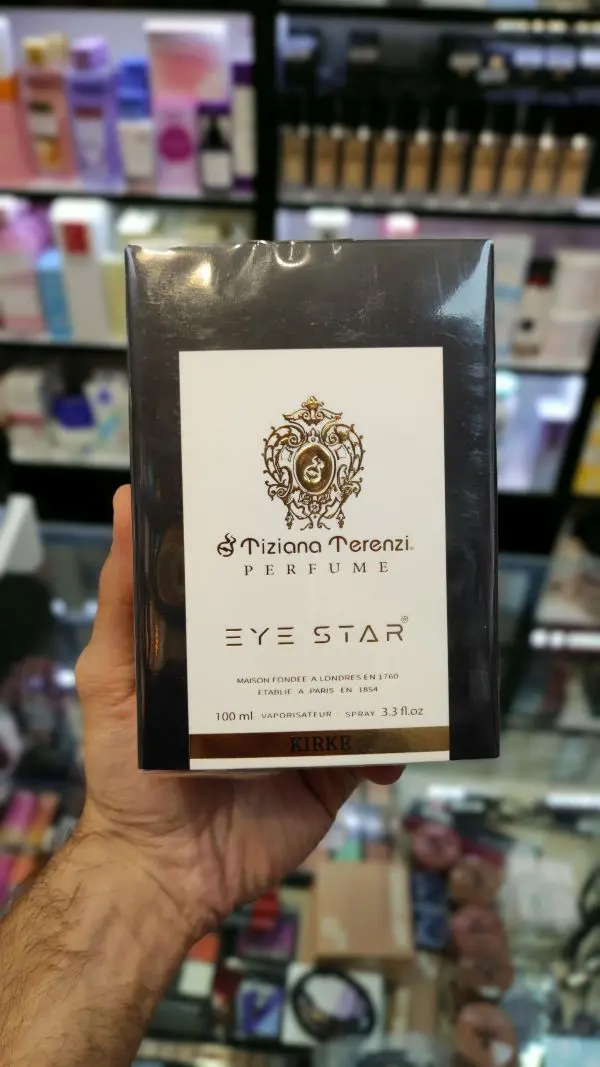 Tiziana Terenzi®
PERFUME
EYE STAR®
MAISON FONDEE A LONDRES EN 1760
ETABLIE A PARIS EN 1854
100 ml VAPORISATEUR - SPRAY 3.3 fl.oz
KIRKE